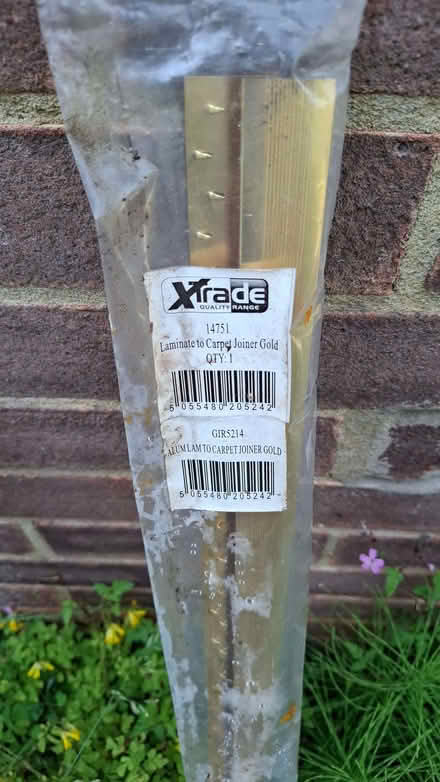 XTrade
QUALITY RANGE
14751
Laminate to Carpet Joiner Gold
QTY: 1
5 055480 205242
GIR5214
ALUM LAM TO CARPET JOINER GOLD
5 055480 205242